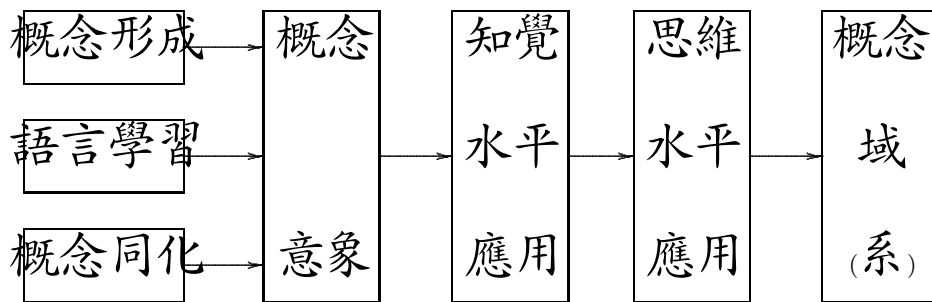 概念形成
語言學習
概念同化
概念
意象
知覺
水平
應用
思維
水平
應用
概念
域
（系）